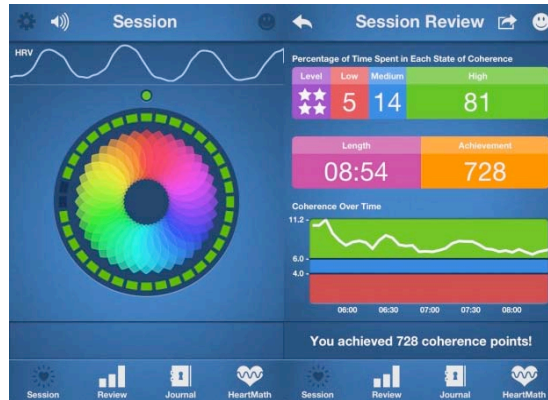 Session
HRV
Session
Review
Journal
HeartMath
Session Review
Percentage of Time Spent in Each State of Coherence
Level Low Medium High
5 14 81
Length Achievement
08:54 728
Coherence Over Time
11.2
6.0
4.0
06:00 06:30 07:00 07:30 08:00
You achieved 728 coherence points!
Session Review Journal HeartMath